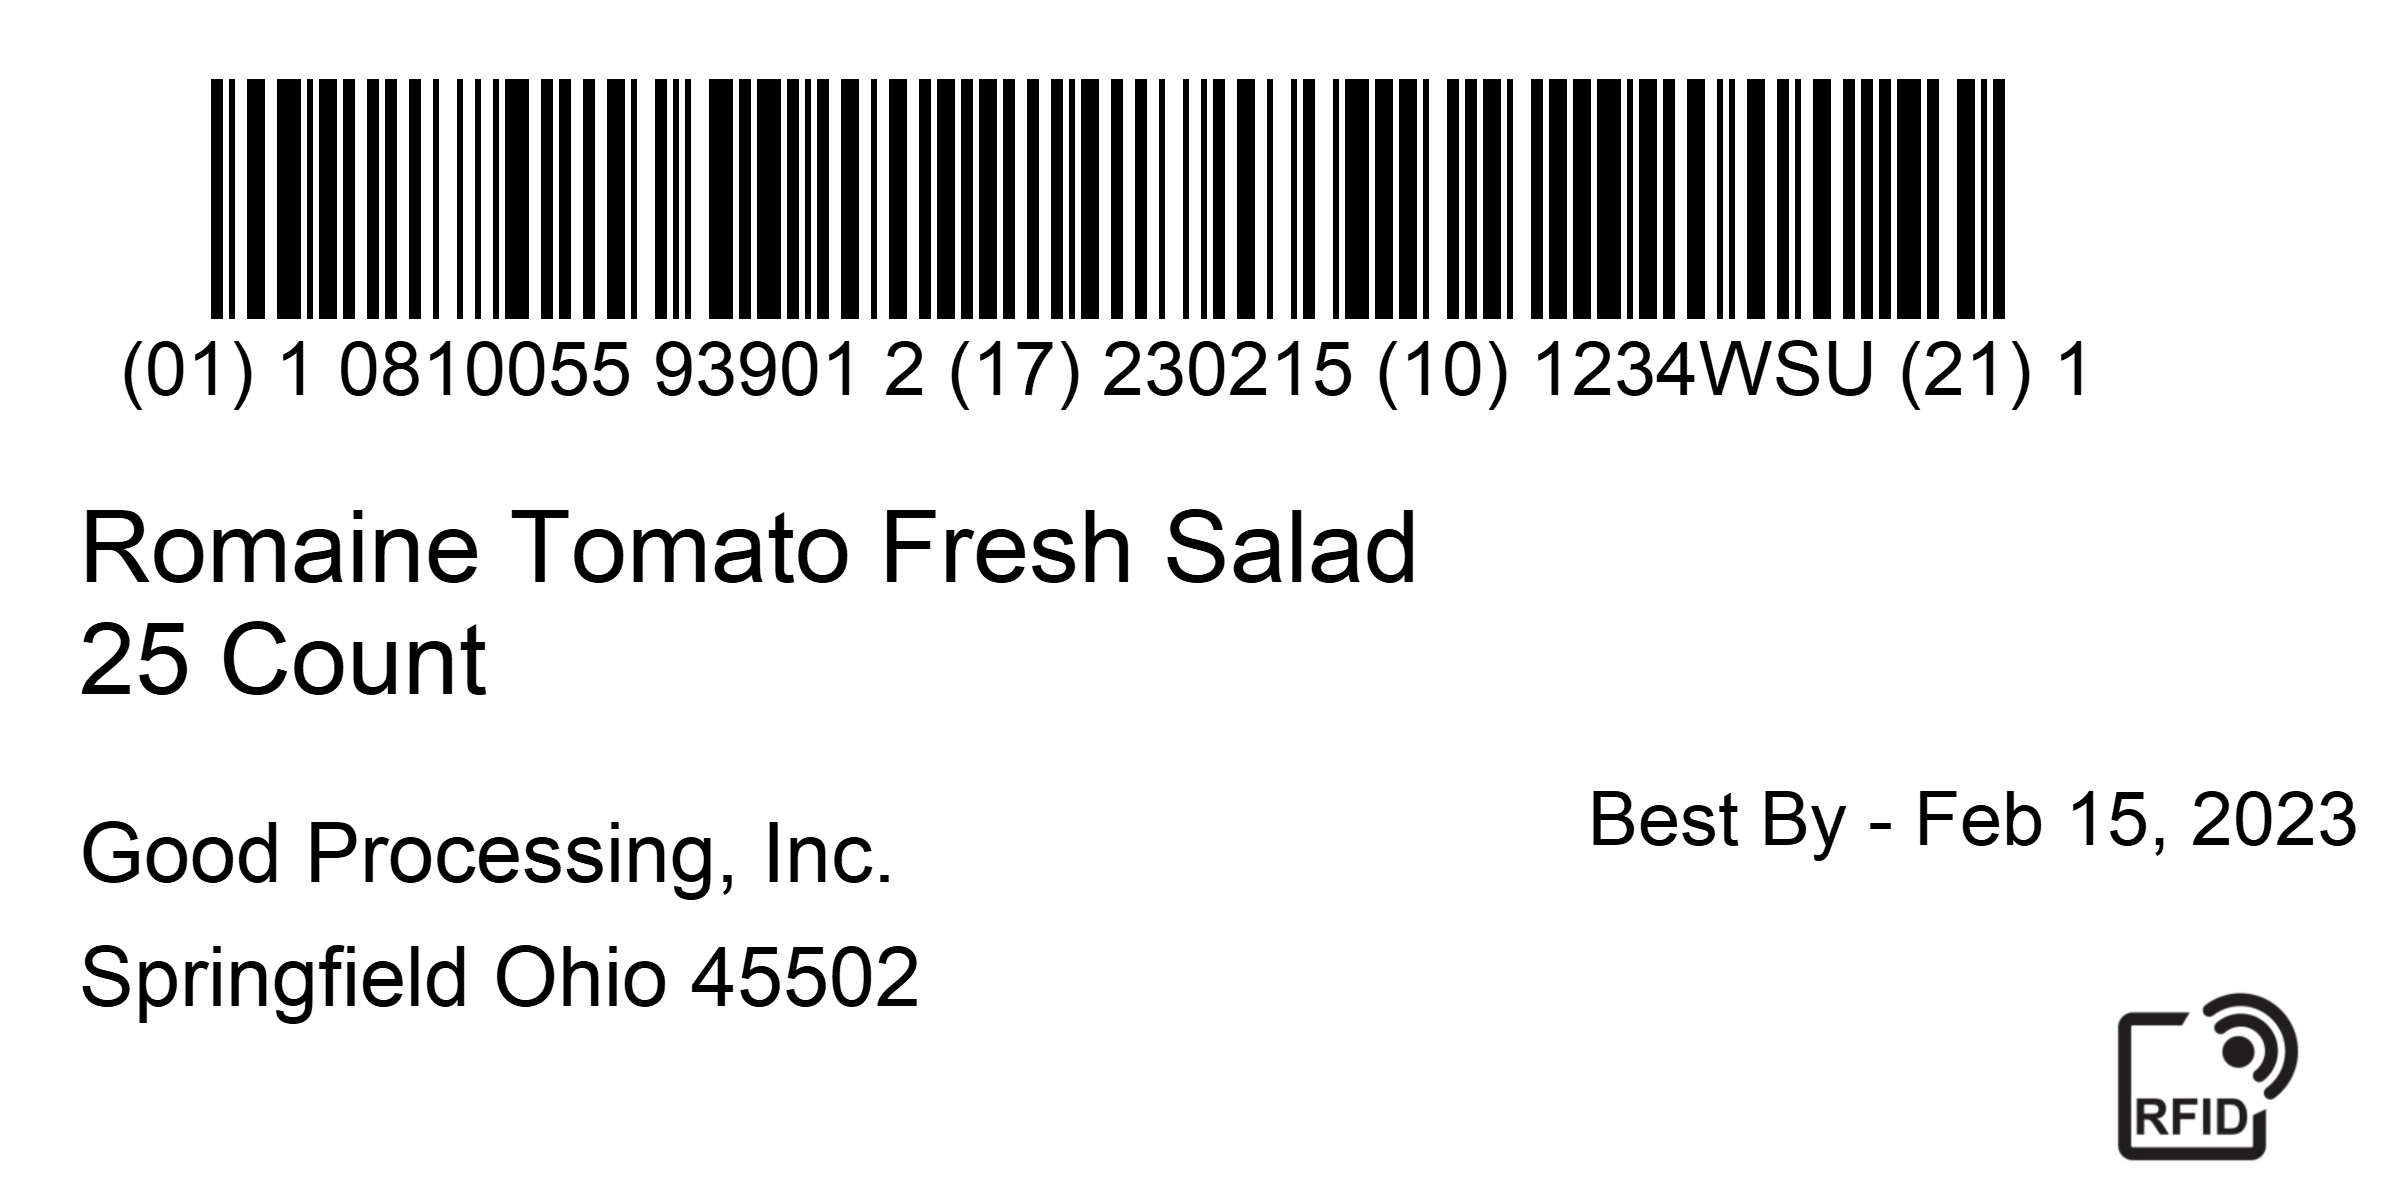 (01) 1 0810055 93901 2 (17) 230215 (10) 1234WSU (21) 1
Romaine Tomato Fresh Salad
25 Count
Good Processing, Inc.
Best By - Feb 15, 2023
Springfield Ohio 45502
RFID